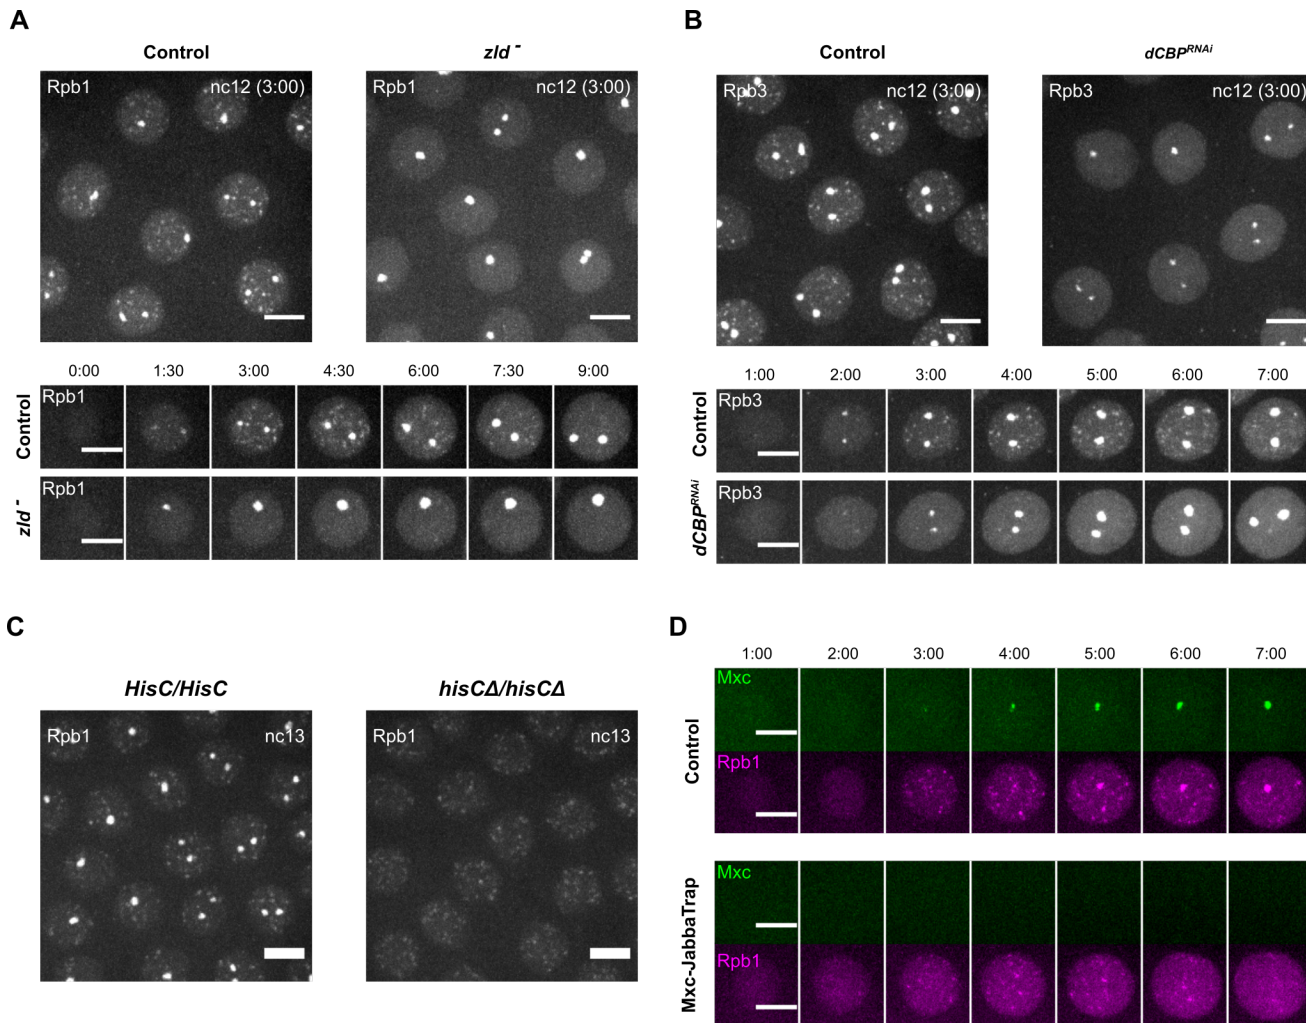 A
Control
zld -
Rpb1
nc12 (3:00)
Rpb1
nc12 (3:00)
0:00
1:30
3:00
4:30
6:00
7:30
9:00
Control
Rpb1
zld -
Rpb1
B
Control
dCBPRNAi
Rpb3
nc12 (3:00)
Rpb3
nc12 (3:00)
1:00
2:00
3:00
4:00
5:00
6:00
7:00
Control
Rpb3
dCBPRNAi
Rpb3
C
HisC/HisC
hisCΔ/hisCΔ
Rpb1
nc13
Rpb1
nc13
D
1:00
2:00
3:00
4:00
5:00
6:00
7:00
Control
Mxc
Rpb1
Mxc-JabbaTrap
Mxc
Rpb1